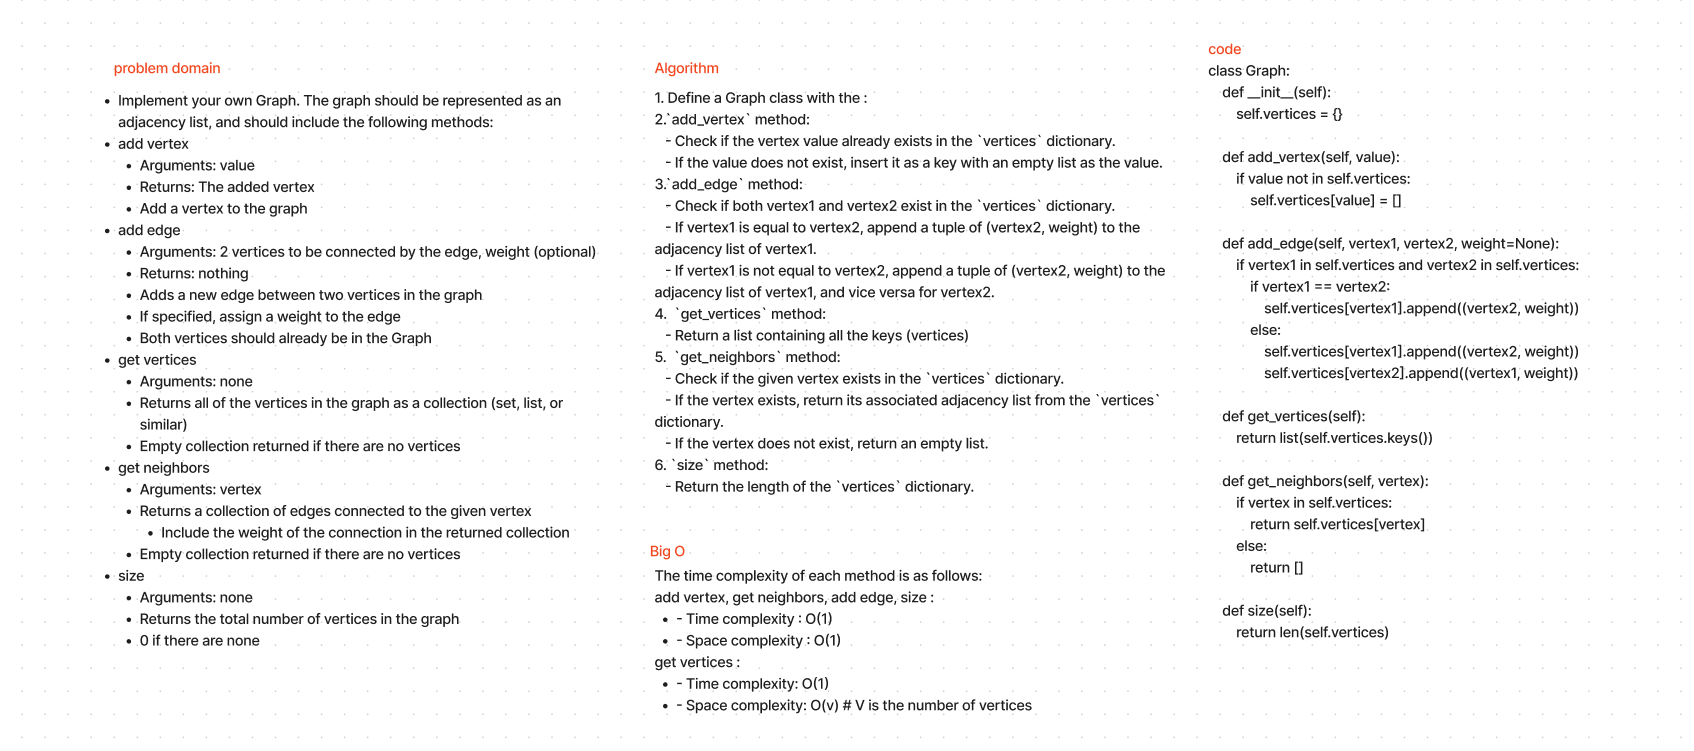 problem domain
• Implement your own Graph. The graph should be represented as an
adjacency list, and should include the following methods:
• add vertex
• Arguments: value
• Returns: The added vertex
• Add a vertex to the graph
• add edge
• Arguments: 2 vertices to be connected by the edge, weight (optional)
• Returns: nothing
• Adds a new edge between two vertices in the graph
• If specified, assign a weight to the edge
• Both vertices should already be in the Graph
• get vertices
• Arguments: none
• Returns all of the vertices in the graph as a collection (set, list, or
similar)
• Empty collection returned if there are no vertices
• get neighbors
• Arguments: vertex
• Returns a collection of edges connected to the given vertex
• Include the weight of the connection in the returned collection
• Empty collection returned if there are no vertices
• size
• Arguments: none
• Returns the total number of vertices in the graph
• 0 if there are none
Algorithm
1. Define a Graph class with the :
2.`add_vertex` method:
- Check if the vertex value already exists in the `vertices` dictionary.
- If the value does not exist, insert it as a key with an empty list as the value.
3.`add_edge` method:
- Check if both vertex1 and vertex2 exist in the `vertices` dictionary.
- If vertex1 is equal to vertex2, append a tuple of (vertex2, weight) to the
adjacency list of vertex1.
- If vertex1 is not equal to vertex2, append a tuple of (vertex2, weight) to the
adjacency list of vertex1, and vice versa for vertex2.
4. `get_vertices` method:
- Return a list containing all the keys (vertices)
5. `get_neighbors` method:
- Check if the given vertex exists in the `vertices` dictionary.
- If the vertex exists, return its associated adjacency list from the `vertices`
dictionary.
- If the vertex does not exist, return an empty list.
6. `size` method:
- Return the length of the `vertices` dictionary.
Big O
The time complexity of each method is as follows:
add vertex, get neighbors, add edge, size :
• - Time complexity : O(1)
• - Space complexity : O(1)
get vertices :
• - Time complexity: O(1)
• - Space complexity: O(v) # V is the number of vertices
code
class Graph:
def __init__(self):
self.vertices = {}
def add_vertex(self, value):
if value not in self.vertices:
self.vertices[value] = []
def add_edge(self, vertex1, vertex2, weight=None):
if vertex1 in self.vertices and vertex2 in self.vertices:
if vertex1 == vertex2:
self.vertices[vertex1].append((vertex2, weight))
else:
self.vertices[vertex1].append((vertex2, weight))
self.vertices[vertex2].append((vertex1, weight))
def get_vertices(self):
return list(self.vertices.keys())
def get_neighbors(self, vertex):
if vertex in self.vertices:
return self.vertices[vertex]
else:
return []
def size(self):
return len(self.vertices)